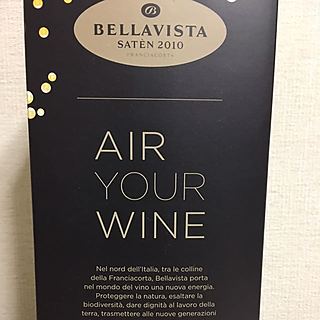 B
BELLAVISTA
SATÈN 2010
FRANCIACORTA
AIR
YOUR
WINE
Nel nord dell'Italia, tra le colline
della Franciacorta, Bellavista porta
nel mondo del vino una nuova energia.
Proteggere la natura, esaltare la
biodiversità, dare dignità al lavoro della
terra, trasmettere alle nuove generazioni